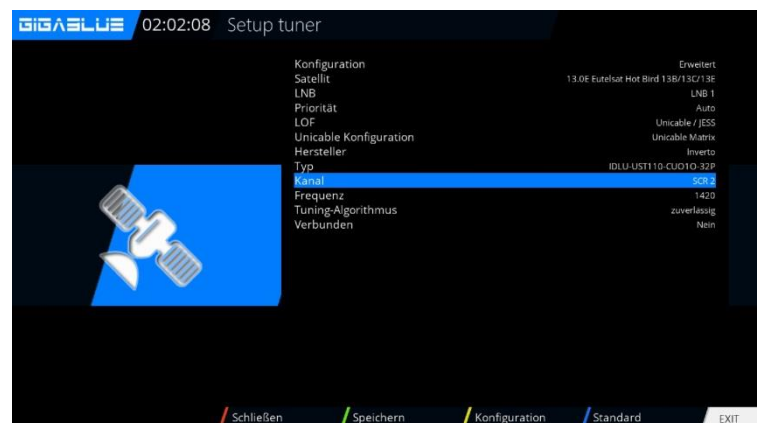 GIGABLUE 02:02:08 Setup tuner
Konfiguration Erweitert
Satellit 13.0E Eutelsat Hot Bird 13B/13C/13E
LNB LNB 1
Priorität Auto
LOF Unicable / JESS
Unicable Konfiguration Unicable Matrix
Hersteller Inverto
Typ IDLU-UST110-CUO1O-32P
Kanal SCR 2
Frequenz 1420
Tuning-Algorithmus zuverlässig
Verbunden Nein
Schließen Speichern Konfiguration Standard EXIT